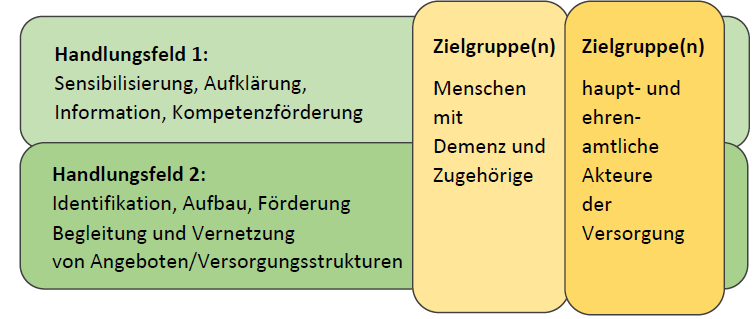 Handlungsfeld 1:
Sensibilisierung, Aufklärung,
Information, Kompetenzförderung
Handlungsfeld 2:
Identifikation, Aufbau, Förderung
Begleitung und Vernetzung
von Angeboten/Versorgungsstrukturen
Zielgruppe(n)
Menschen
mit
Demenz und
Zugehörige
Zielgruppe(n)
haupt- und
ehren-
amtliche
Akteure
der
Versorgung